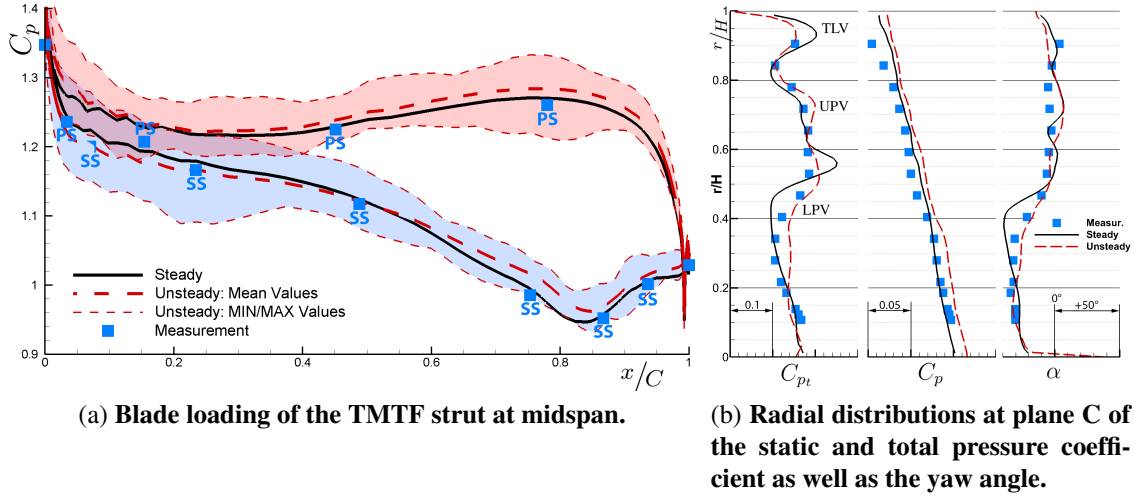 C_p
1.4
1.3
1.2
1.1
1
0.9
PS
PS
PS
PS
SS
SS
SS
SS
SS
SS
Steady
Unsteady: Mean Values
Unsteady: MIN/MAX Values
Measurement
0
0.2
0.4
0.6
0.8
1
x/C
(a) Blade loading of the TMTF strut at midspan.
1
r/H
0.8
0.6
r/H
0.4
0.2
0
TLV
UPV
LPV
0.1
0.05
0°
+50°
Measur.
Steady
Unsteady
C_{p_t}
C_p
α
(b) Radial distributions at plane C of
the static and total pressure coeffi-
cient as well as the yaw angle.